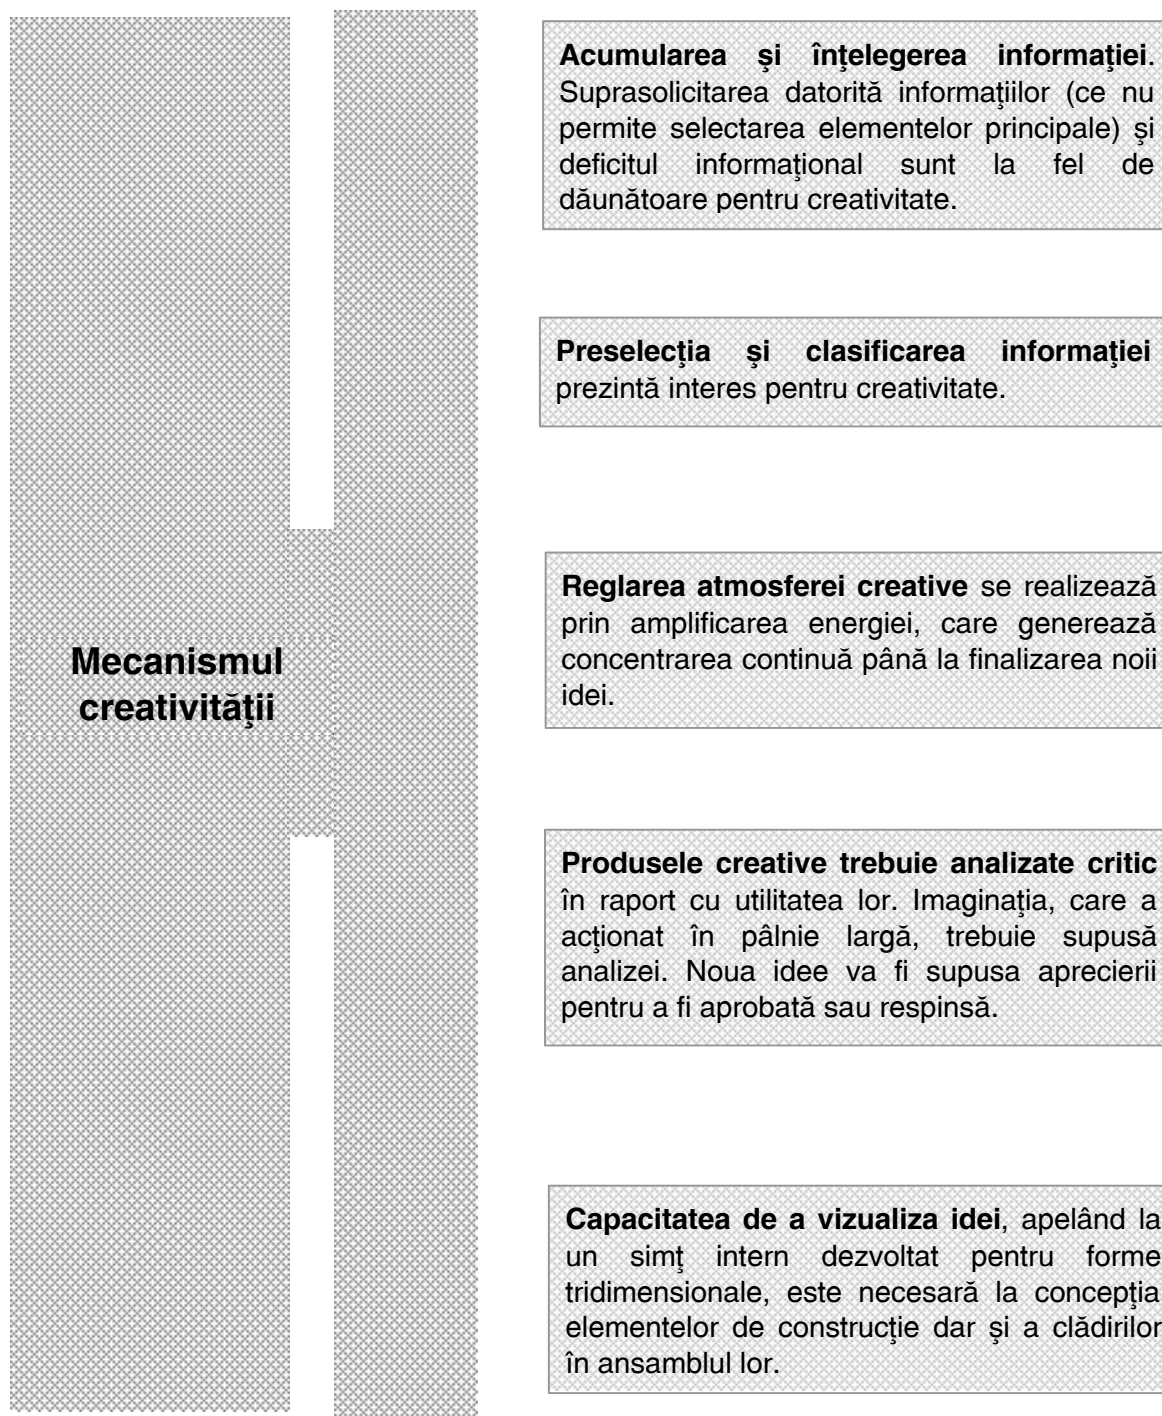 Acumularea şi înţelegerea informaţiei.
Suprasolicitarea datorită informaţiilor (ce nu
permite selectarea elementelor principale) şi
deficitul informaţional sunt la fel de
dăunătoare pentru creativitate.
Preselecţia şi clasificarea informaţiei
prezintă interes pentru creativitate.
Reglarea atmosferei creative se realizează
prin amplificarea energiei, care generează
concentrarea continuă până la finalizarea noii
idei.
Mecanismul
creativităţii
Produsele creative trebuie analizate critic
în raport cu utilitatea lor. Imaginaţia, care a
acţionat în pâlnie largă, trebuie supusă
analizei. Noua idee va fi supusa aprecierii
pentru a fi aprobată sau respinsă.
Capacitatea de a vizualiza idei, apelând la
un simţ intern dezvoltat pentru forme
tridimensionale, este necesară la concepţia
elementelor de construcţie dar şi a clădirilor
în ansamblul lor.